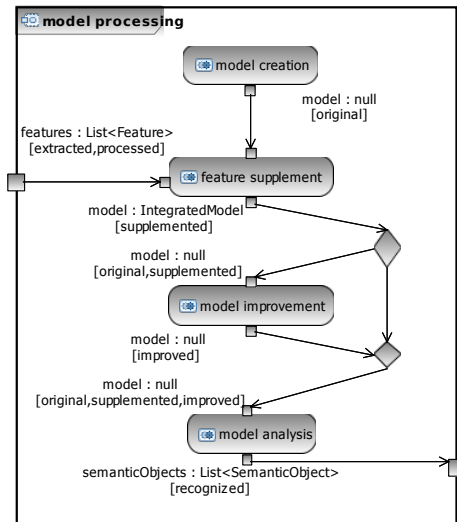 model processing
model creation
model : null
[original]
features : List<Feature>
[extracted,processed]
feature supplement
model : IntegratedModel
[supplemented]
model : null
[original,supplemented]
model improvement
model : null
[improved]
model : null
[original,supplemented,improved]
model analysis
semanticObjects : List<SemanticObject>
[recognized]